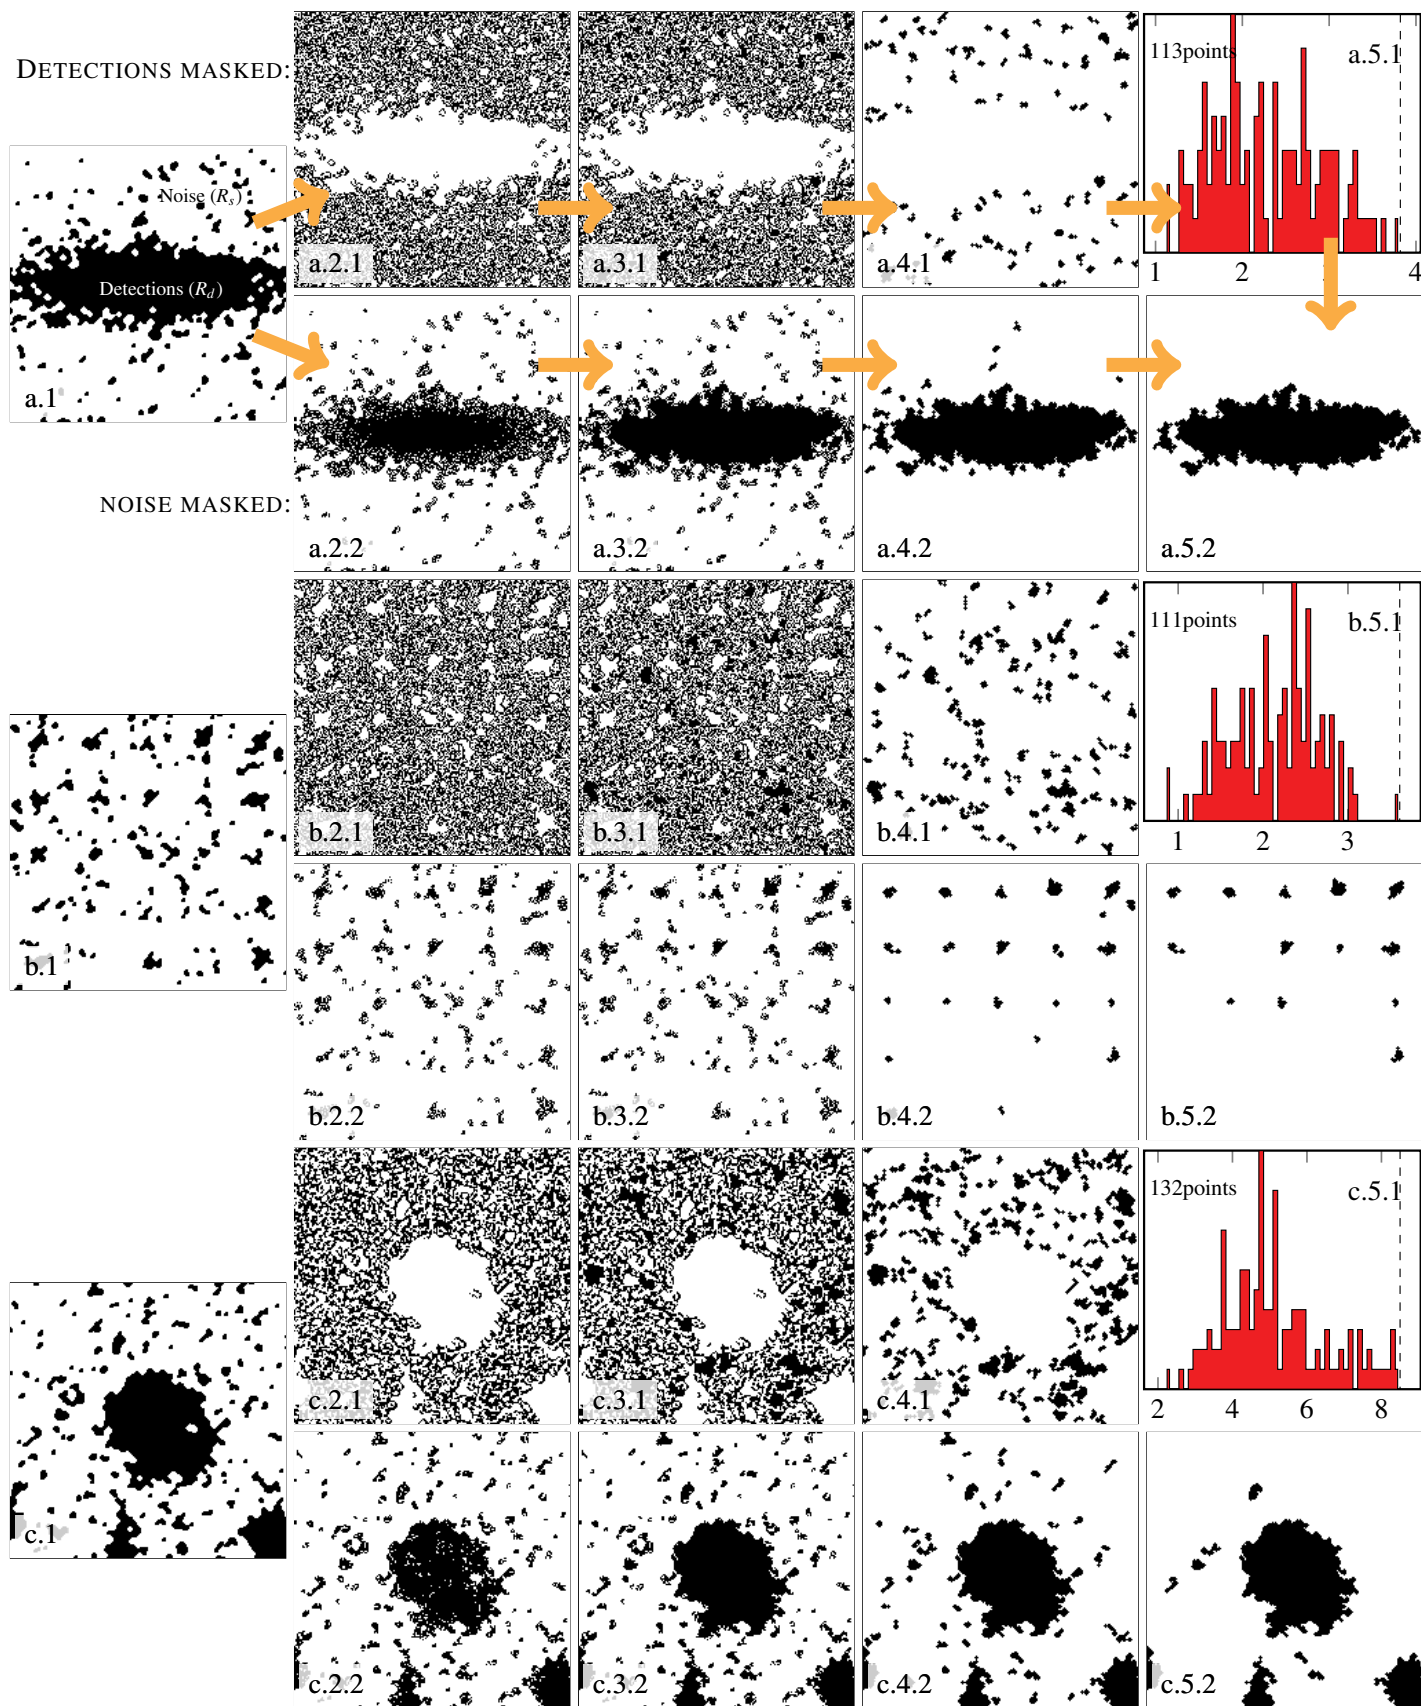 DETECTIONS MASKED:
113points
a.5.1
Noise (Rs)
Detections (Rd)
a.1
a.2.1
a.3.1
a.4.1
1 2 3 4
NOISE MASKED:
a.2.2
a.3.2
a.4.2
a.5.2
111points
b.5.1
b.1
b.2.1
b.3.1
b.4.1
1 2 3
b.2.2
b.3.2
b.4.2
b.5.2
132points
c.5.1
c.1
c.2.1
c.3.1
c.4.1
2 4 6 8
c.2.2
c.3.2
c.4.2
c.5.2